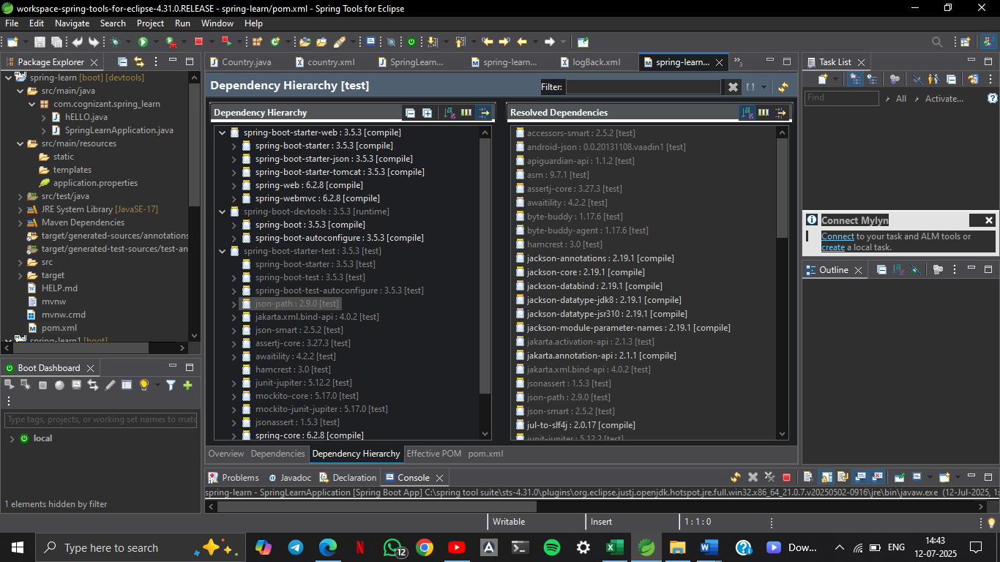 workspace-spring-tools-for-eclipse-4.31.0.RELEASE - spring-learn/pom.xml - Spring Tools for Eclipse
File Edit Navigate Search Project Run Window Help
Package Explorer
spring-learn [boot] [devtools]
src/main/java
com.cognizant.spring_learn
hELLO.java
SpringLearnApplication.java
src/main/resources
static
templates
application.properties
src/test/java
JRE System Library [JavaSE-17]
Maven Dependencies
target/generated-sources/annotations
target/generated-test-sources/test-an
src
target
HELP.md
mvnw
mvnw.cmd
pom.xml
spring-learn1 [boot]
Boot Dashboard
Type tags, projects, or working set names to matc
local
1 elements hidden by filter
Country.java
country.xml
SpringLearn...
spring-learn...
logBack.xml
spring-learn...
3
Dependency Hierarchy [test]
Filter:
Dependency Hierarchy
spring-boot-starter-web : 3.5.3 [compile]
spring-boot-starter : 3.5.3 [compile]
spring-boot-starter-json : 3.5.3 [compile]
spring-boot-starter-tomcat : 3.5.3 [compile]
spring-web : 6.2.8 [compile]
spring-webmvc : 6.2.8 [compile]
spring-boot-devtools : 3.5.3 [runtime]
spring-boot : 3.5.3 [compile]
spring-boot-autoconfigure : 3.5.3 [compile]
spring-boot-starter-test : 3.5.3 [test]
spring-boot-starter : 3.5.3 [test]
spring-boot-test : 3.5.3 [test]
spring-boot-test-autoconfigure : 3.5.3 [test]
json-path : 2.9.0 [test]
jakarta.xml.bind-api : 4.0.2 [test]
json-smart : 2.5.2 [test]
assertj-core : 3.27.3 [test]
awaitility : 4.2.2 [test]
hamcrest : 3.0 [test]
junit-jupiter : 5.12.2 [test]
mockito-core : 5.17.0 [test]
mockito-junit-jupiter : 5.17.0 [test]
jsonassert : 1.5.3 [test]
spring-core : 6.2.8 [compile]
Resolved Dependencies
accessors-smart : 2.5.2 [test]
android-json : 0.0.20131108.vaadin1 [test]
apiguardian-api : 1.1.2 [test]
asm : 9.7.1 [test]
assertj-core : 3.27.3 [test]
awaitility : 4.2.2 [test]
byte-buddy : 1.17.6 [test]
byte-buddy-agent : 1.17.6 [test]
hamcrest : 3.0 [test]
jackson-annotations : 2.19.1 [compile]
jackson-core : 2.19.1 [compile]
jackson-databind : 2.19.1 [compile]
jackson-datatype-jdk8 : 2.19.1 [compile]
jackson-datatype-jsr310 : 2.19.1 [compile]
jackson-module-parameter-names : 2.19.1 [compile]
jakarta.activation-api : 2.1.3 [test]
jakarta.annotation-api : 2.1.1 [compile]
jakarta.xml.bind-api : 4.0.2 [test]
jsonassert : 1.5.3 [test]
json-path : 2.9.0 [test]
json-smart : 2.5.2 [test]
jul-to-slf4j : 2.0.17 [compile]
junit-jupiter : 5.12.2 [test]
Overview Dependencies Dependency Hierarchy Effective POM pom.xml
Task List
Find All Activate...
Connect Mylyn
Connect to your task and ALM tools or
create a local task.
Outline
Problems Javadoc Declaration Console
spring-learn - SpringLearnApplication [Spring Boot App] C:\spring tool suite\sts-4.31.0\plugins\org.eclipse.justj.openjdk.hotspot.jre.full.win32.x86_64_21.0.7.v20250502-0916\jre\bin\javaw.exe (12-Jul-2025, 1:
Writable Insert 1 : 1 : 0
Type here to search
12
Dow...
ENG
14:43
12-07-2025